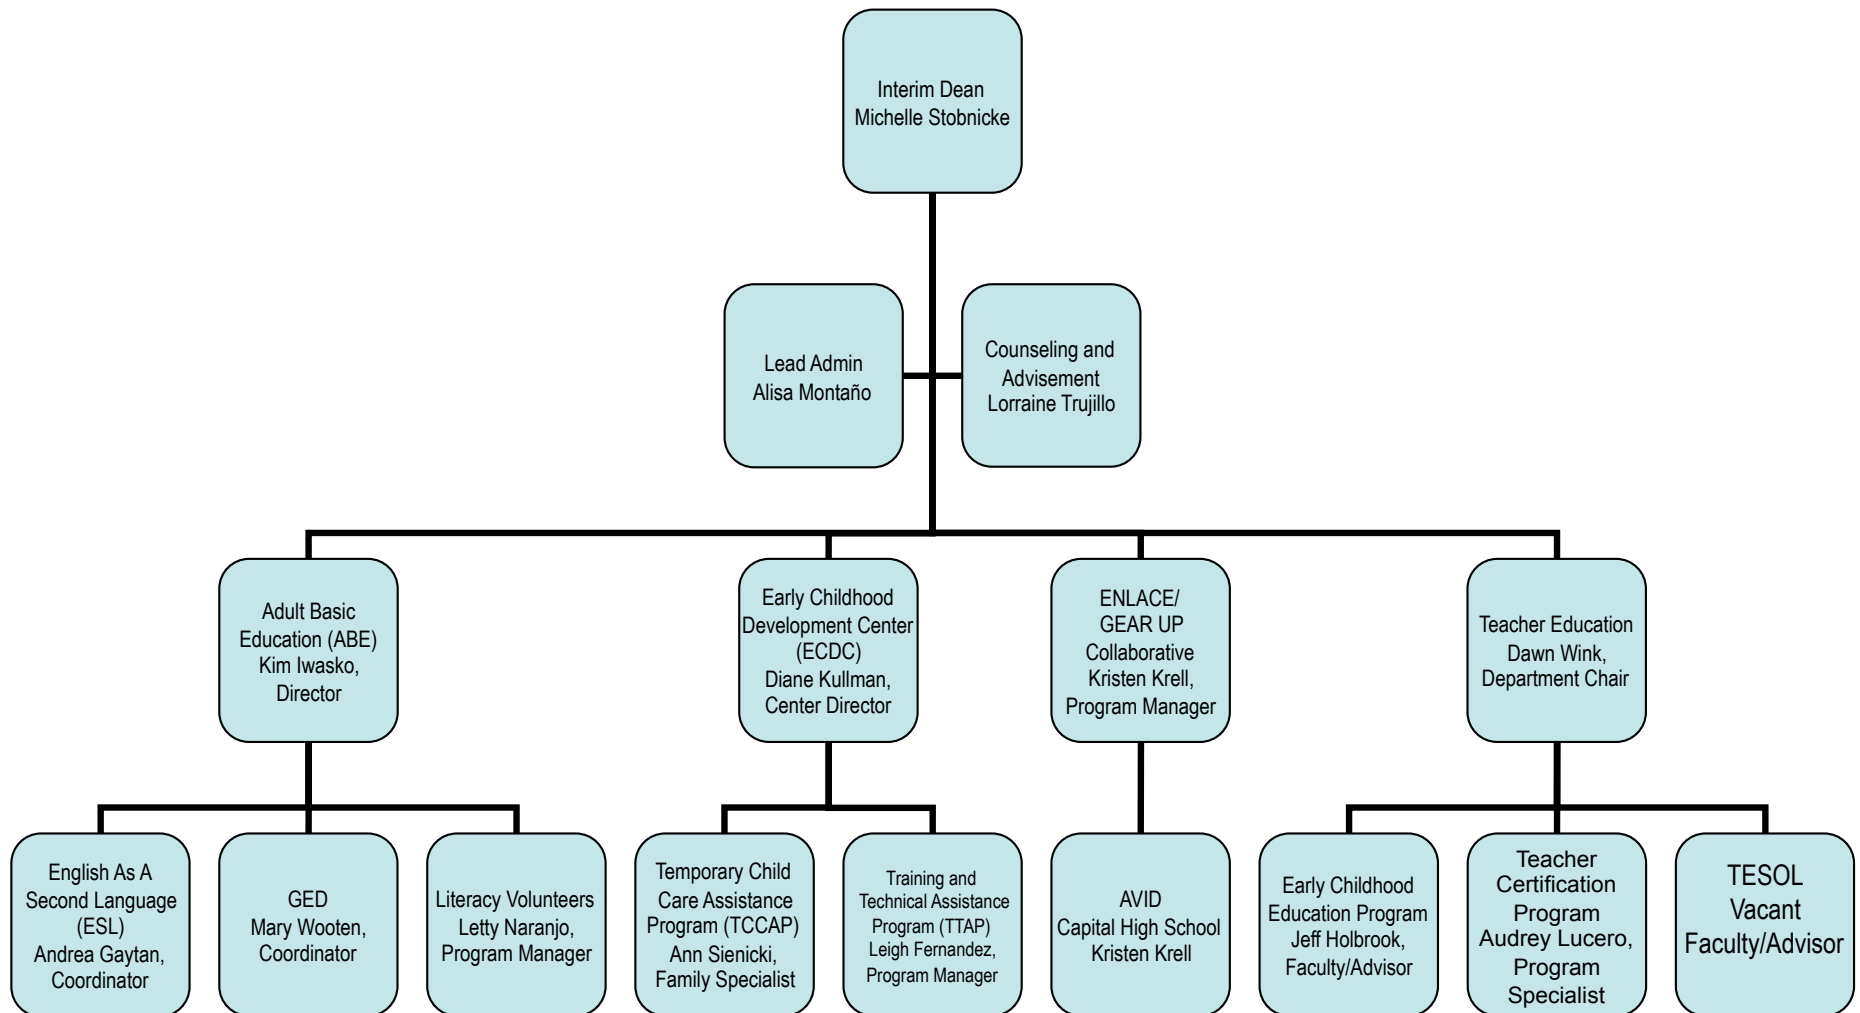 Interim Dean
Michelle Stobnicke
Lead Admin
Alisa Montaño
Counseling and
Advisement
Lorraine Trujillo
Adult Basic
Education (ABE)
Kim Iwasko,
Director
Early Childhood
Development Center
(ECDC)
Diane Kullman,
Center Director
ENLACE/
GEAR UP
Collaborative
Kristen Krell,
Program Manager
Teacher Education
Dawn Wink,
Department Chair
English As A
Second Language
(ESL)
Andrea Gaytan,
Coordinator
GED
Mary Wooten,
Coordinator
Literacy Volunteers
Letty Naranjo,
Program Manager
Temporary Child
Care Assistance
Program (TCCAP)
Ann Sienicki,
Family Specialist
Training and
Technical Assistance
Program (TTAP)
Leigh Fernandez,
Program Manager
AVID
Capital High School
Kristen Krell
Early Childhood
Education Program
Jeff Holbrook,
Faculty/Advisor
Teacher
Certification
Program
Audrey Lucero,
Program
Specialist
TESOL
Vacant
Faculty/Advisor